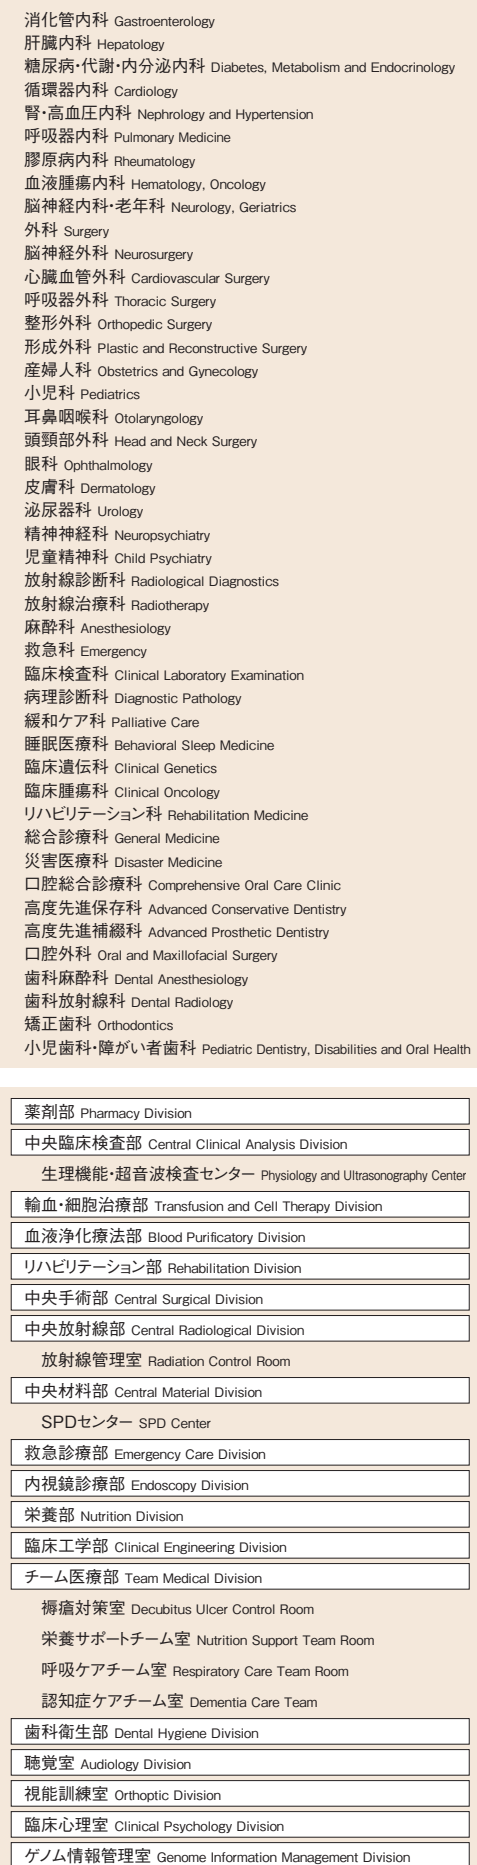 消化管内科 Gastroenterology
肝臓内科 Hepatology
糖尿病・代謝・内分泌内科 Diabetes, Metabolism and Endocrinology
循環器内科 Cardiology
腎・高血圧内科 Nephrology and Hypertension
呼吸器内科 Pulmonary Medicine
膠原病内科 Rheumatology
血液腫瘍内科 Hematology, Oncology
脳神経内科・老年科 Neurology, Geriatrics
外科 Surgery
脳神経外科 Neurosurgery
心臓血管外科 Cardiovascular Surgery
呼吸器外科 Thoracic Surgery
整形外科 Orthopedic Surgery
形成外科 Plastic and Reconstructive Surgery
産婦人科 Obstetrics and Gynecology
小児科 Pediatrics
耳鼻咽喉科 Otolaryngology
頭頸部外科 Head and Neck Surgery
眼科 Ophthalmology
皮膚科 Dermatology
泌尿器科 Urology
精神神経科 Neuropsychiatry
児童精神科 Child Psychiatry
放射線診断科 Radiological Diagnostics
放射線治療科 Radiotherapy
麻酔科 Anesthesiology
救急科 Emergency
臨床検査科 Clinical Laboratory Examination
病理診断科 Diagnostic Pathology
緩和ケア科 Palliative Care
睡眠医療科 Behavioral Sleep Medicine
臨床遺伝科 Clinical Genetics
臨床腫瘍科 Clinical Oncology
リハビリテーション科 Rehabilitation Medicine
総合診療科 General Medicine
災害医療科 Disaster Medicine
口腔総合診療科 Comprehensive Oral Care Clinic
高度先進保存科 Advanced Conservative Dentistry
高度先進補綴科 Advanced Prosthetic Dentistry
口腔外科 Oral and Maxillofacial Surgery
歯科麻酔科 Dental Anesthesiology
歯科放射線科 Dental Radiology
矯正歯科 Orthodontics
小児歯科・障がい者歯科 Pediatric Dentistry, Disabilities and Oral Health
薬剤部 Pharmacy Division
中央臨床検査部 Central Clinical Analysis Division
生理機能・超音波検査センター Physiology and Ultrasonography Center
輸血・細胞治療部 Transfusion and Cell Therapy Division
血液浄化療法部 Blood Purificatory Division
リハビリテーション部 Rehabilitation Division
中央手術部 Central Surgical Division
中央放射線部 Central Radiological Division
放射線管理室 Radiation Control Room
中央材料部 Central Material Division
SPDセンター SPD Center
救急診療部 Emergency Care Division
内視鏡診療部 Endoscopy Division
栄養部 Nutrition Division
臨床工学部 Clinical Engineering Division
チーム医療部 Team Medical Division
褥瘡対策室 Decubitus Ulcer Control Room
栄養サポートチーム室 Nutrition Support Team Room
呼吸ケアチーム室 Respiratory Care Team Room
認知症ケアチーム室 Dementia Care Team
歯科衛生部 Dental Hygiene Division
聴覚室 Audiology Division
視能訓練室 Orthoptic Division
臨床心理室 Clinical Psychology Division
ゲノム情報管理室 Genome Information Management Division